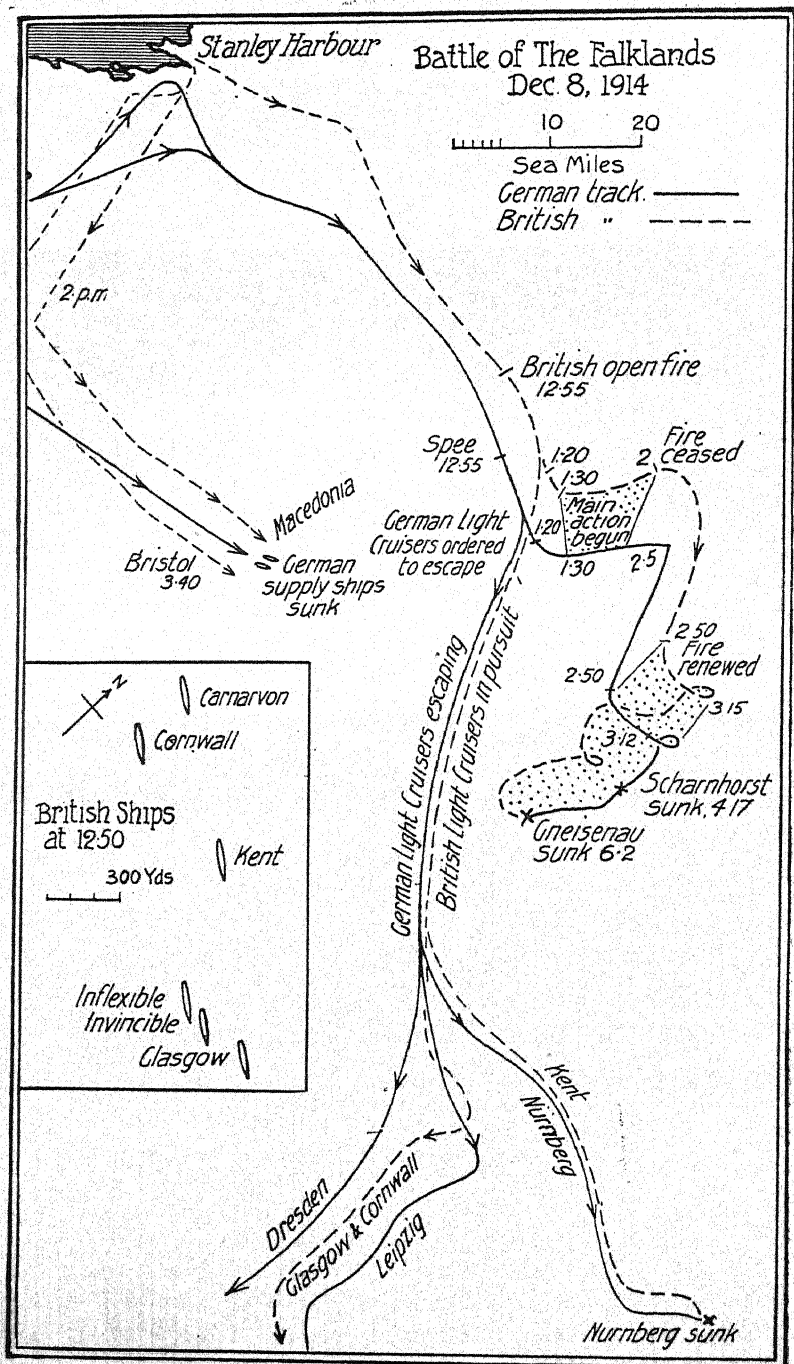 Stanley Harbour
Battle of The Falklands
Dec. 8, 1914
10 20
Sea Miles
German track.
British "
2.p.m
British open fire
12.55
Spee
12.55
1.20
1.30
2
Fire
ceased
Main
action
begun
1.20
1.30
2.5
German Light
Cruisers ordered
to escape
Macedonia
Bristol
3.40
German
supply ships
sunk
2.50
Fire
renewed
2.50
3.15
3.12
Scharnhorst
sunk, 4.17
Gneisenau
sunk 6.2
German Light Cruisers escaping
British Light Cruisers in pursuit
N
Carnarvon
Cornwall
British Ships
at 12.50
300 Yds
Kent
Inflexible
Invincible
Glasgow
Kent
Nürnberg
Dresden
Glasgow & Cornwall
Leipzig
Nurnberg sunk